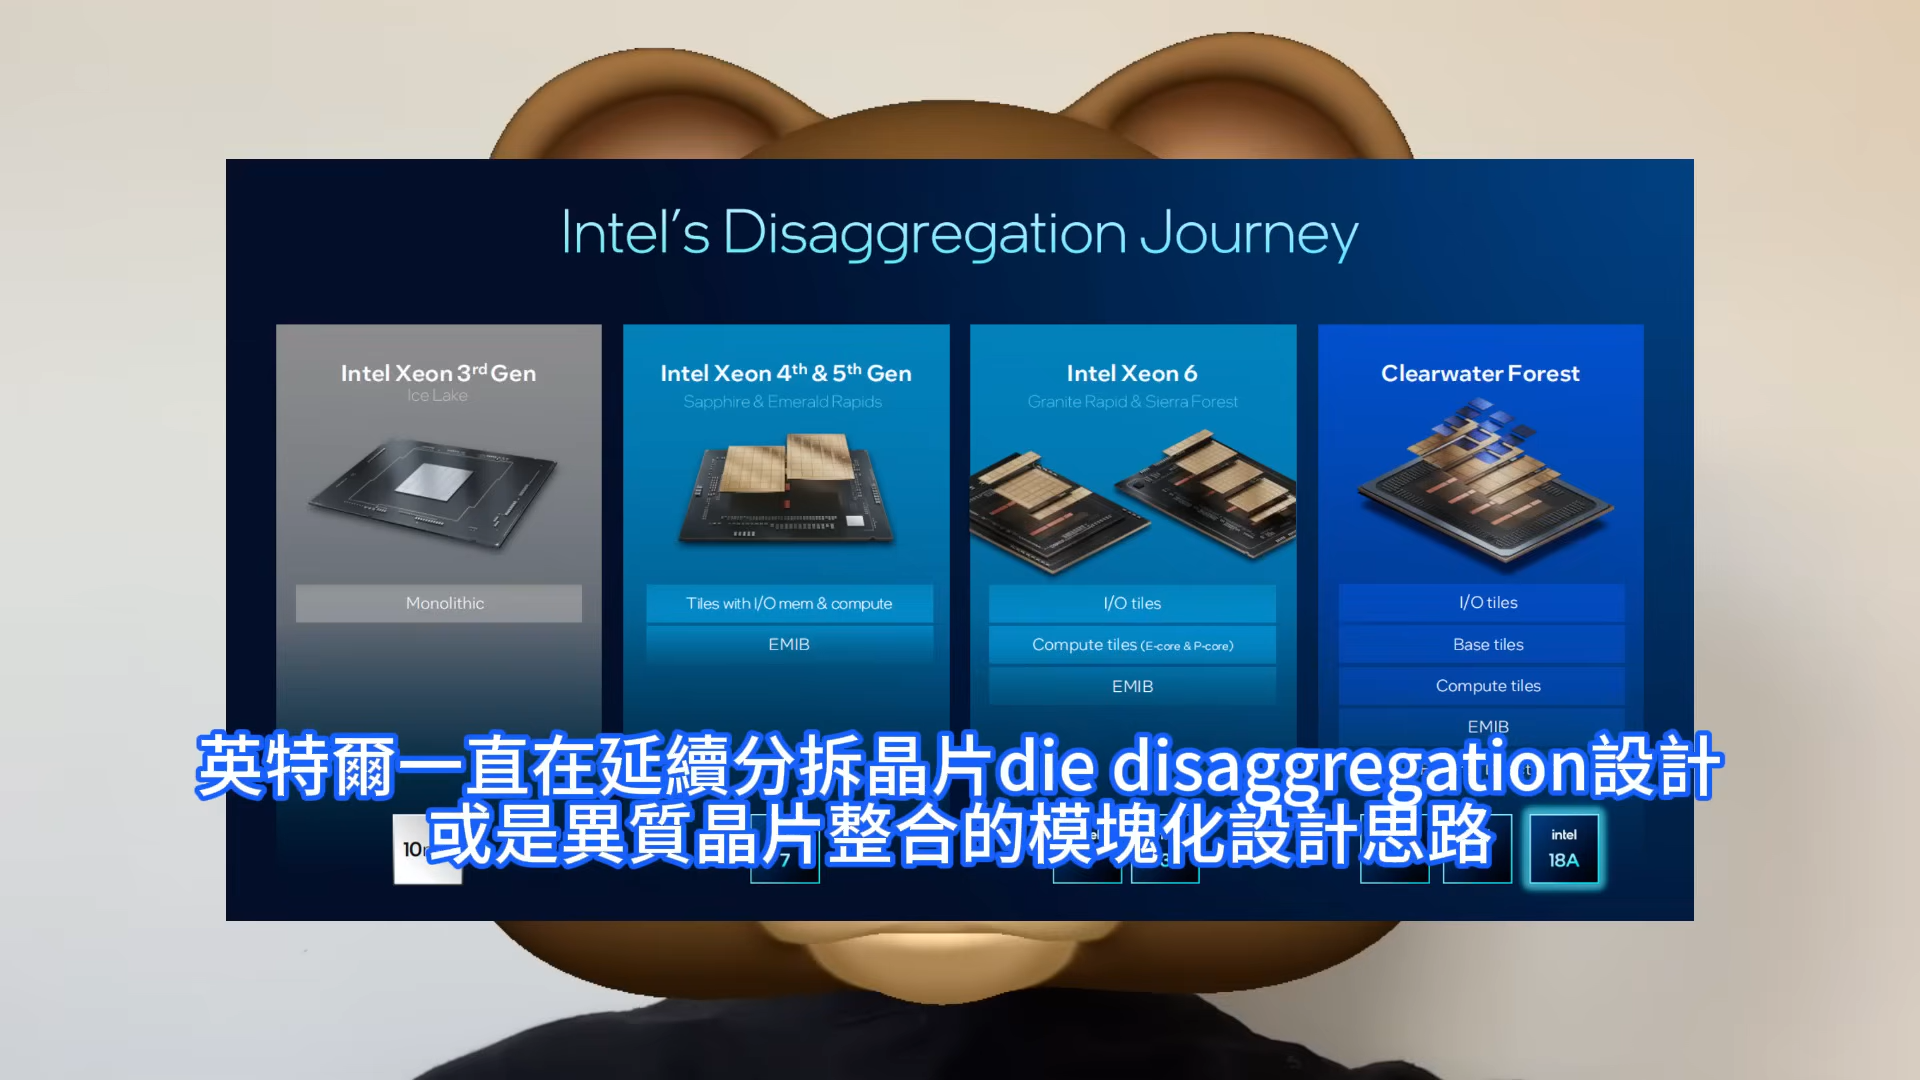 Intel's Disaggregation Journey
Intel Xeon 3rd Gen
Ice Lake
Monolithic
Intel Xeon 4th & 5th Gen
Sapphire & Emerald Rapids
Tiles with I/O mem & compute
EMIB
Intel Xeon 6
Granite Rapid & Sierra Forest
I/O tiles
Compute tiles (E-core & P-core)
EMIB
Clearwater Forest
I/O tiles
Base tiles
Compute tiles
EMIB
英特爾一直在延續分拆晶片die disaggregation設計
或是異質晶片整合的模塊化設計思路
7
intel
18A